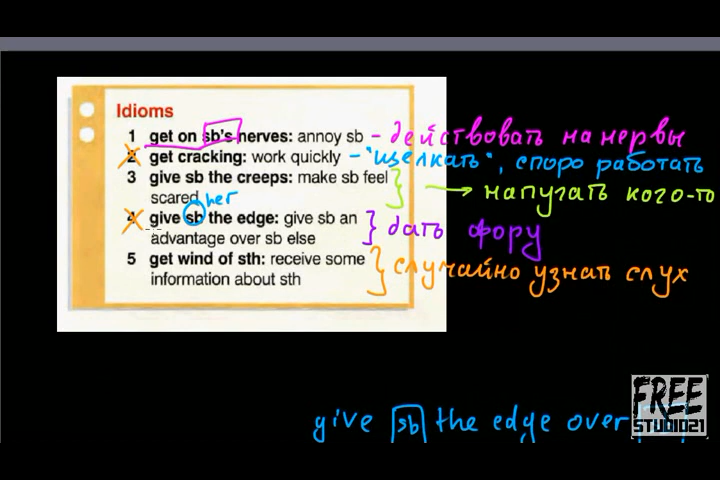 Idioms
1 get on sb's nerves: annoy sb - действовать на нервы
2 get cracking: work quickly - "щелкать", споро работать
3 give sb the creeps: make sb feel
scared → напугать кого-то
her
4 give sb the edge: give sb an
advantage over sb else } дать фору
5 get wind of sth: receive some
information about sth } случайно узнать слух
give sb the edge over
FREE
STUDIO21